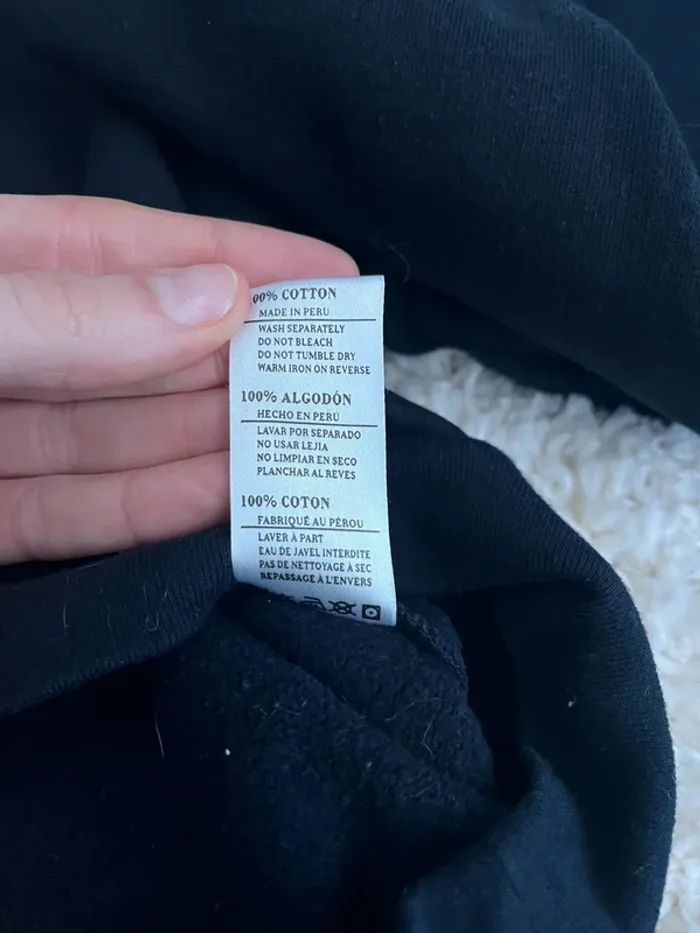 00% COTTON
MADE IN PERU
WASH SEPARATELY
DO NOT BLEACH
DO NOT TUMBLE DRY
WARM IRON ON REVERSE
100% ALGODÓN
HECHO EN PERÚ
LAVAR POR SEPARADO
NO USAR LEJIA
NO LIMPIAR EN SECO
PLANCHAR AL REVES
100% COTON
FABRIQUÉ AU PÉROU
LAVER À PART
EAU DE JAVEL INTERDITE
PAS DE NETTOYAGE À SEC
REPASSAGE À L'ENVERS